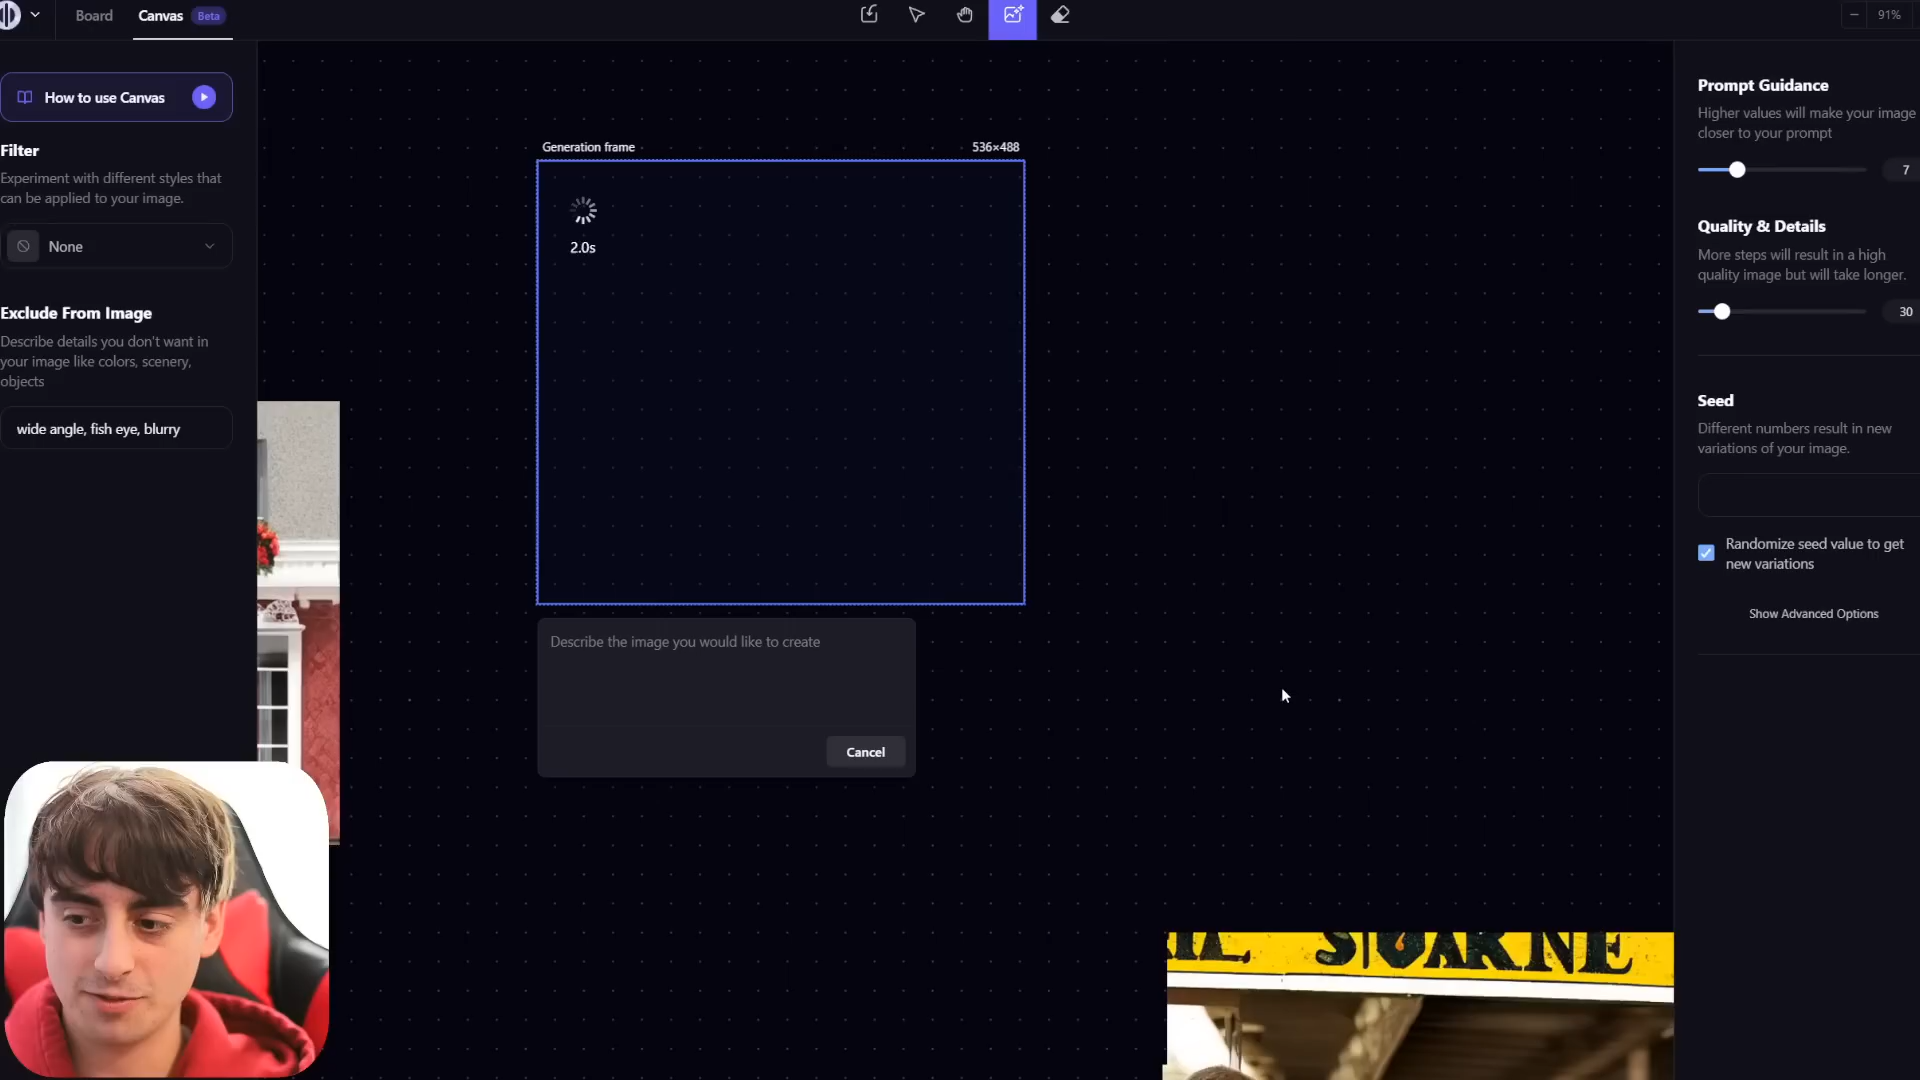 Board
Canvas
Beta
91%
How to use Canvas
Filter
Experiment with different styles that
can be applied to your image.
None
Exclude From Image
Describe details you don't want in
your image like colors, scenery,
objects
wide angle, fish eye, blurry
Generation frame
536×488
2.0s
Describe the image you would like to create
Cancel
Prompt Guidance
Higher values will make your image
closer to your prompt
7
Quality & Details
More steps will result in a high
quality image but will take longer.
30
Seed
Different numbers result in new
variations of your image.
Randomize seed value to get
new variations
Show Advanced Options